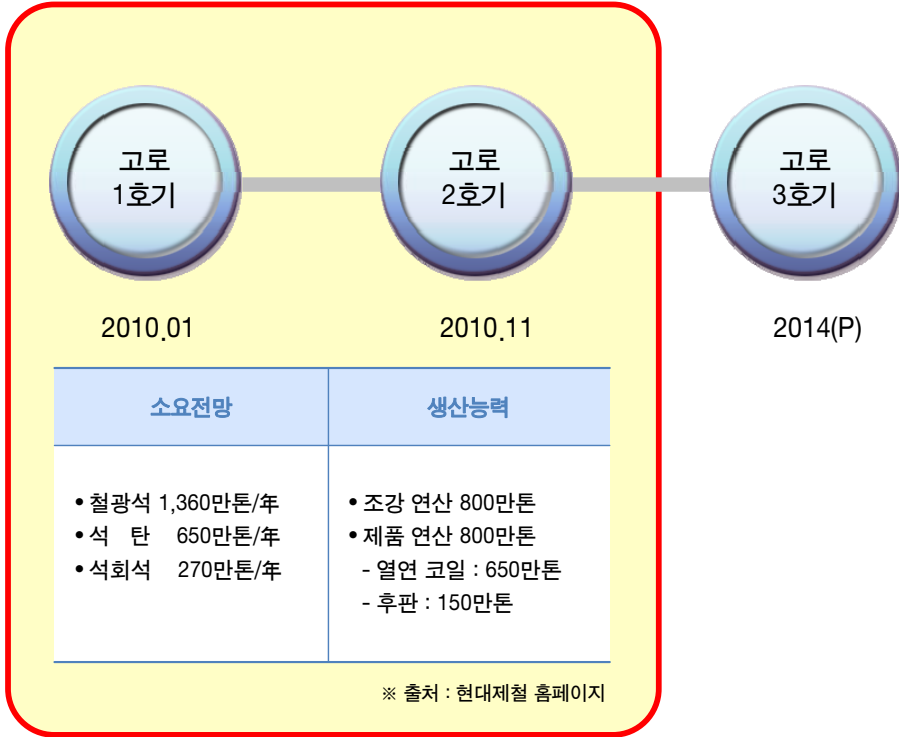 고로
1호기
고로
2호기
고로
3호기
2010.01
2010.11
2014(P)
소요전망
생산능력
• 철광석 1,360만톤/年
• 석 탄 650만톤/年
• 석회석 270만톤/年
• 조강 연산 800만톤
• 제품 연산 800만톤
- 열연 코일 : 650만톤
- 후판 : 150만톤
※ 출처 : 현대제철 홈페이지